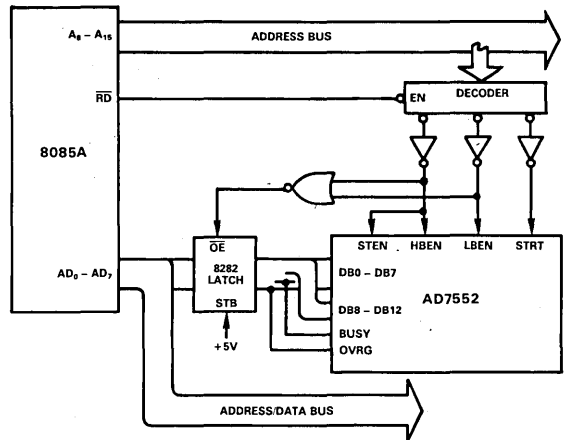 A₈ – A₁₅
ADDRESS BUS
DECODER
EN
RD
8085A
STEN
HBEN
LBEN
STRT
OE
8282
LATCH
STB
+5V
AD₀ – AD₇
DB0 – DB7
DB8 – DB12
BUSY
OVRG
AD7552
ADDRESS/DATA BUS